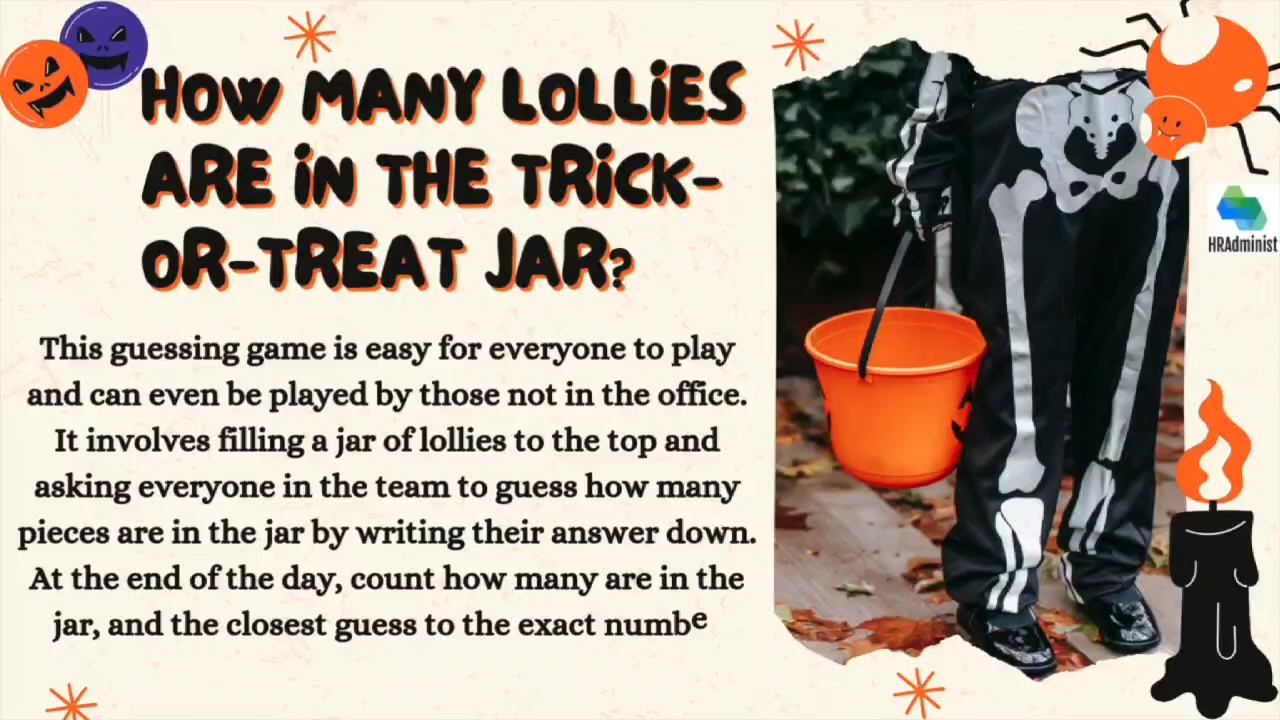 HOW MANY LOLLiES
ARE iN THE TRiCK-
OR-TREAT JAR?
HRAdminist
This guessing game is easy for everyone to play
and can even be played by those not in the office.
It involves filling a jar of lollies to the top and
asking everyone in the team to guess how many
pieces are in the jar by writing their answer down.
At the end of the day, count how many are in the
jar, and the closest guess to the exact numbe